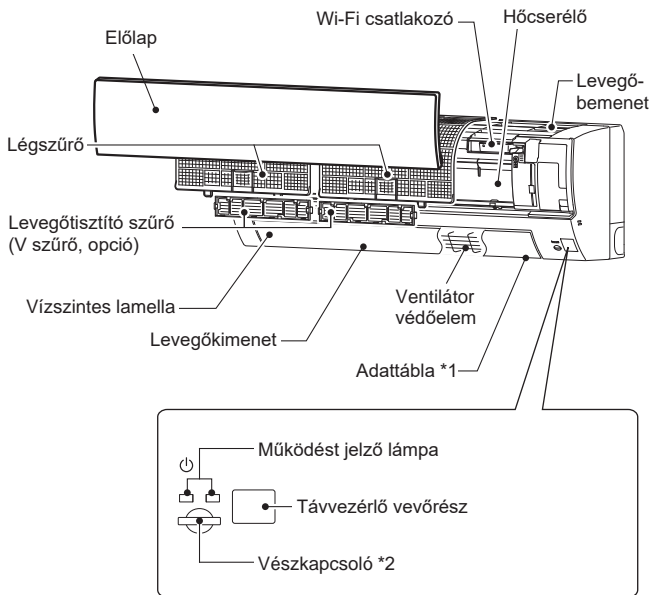 Wi-Fi csatlakozó
Hőcserélő
Előlap
Levegő-
bemenet
Légszűrő
Levegőtisztító szűrő
(V szűrő, opció)
Vízszintes lamella
Ventilátor
védőelem
Levegőkimenet
Adattábla *1
Működést jelző lámpa
Távvezérlő vevőrész
Vészkapcsoló *2